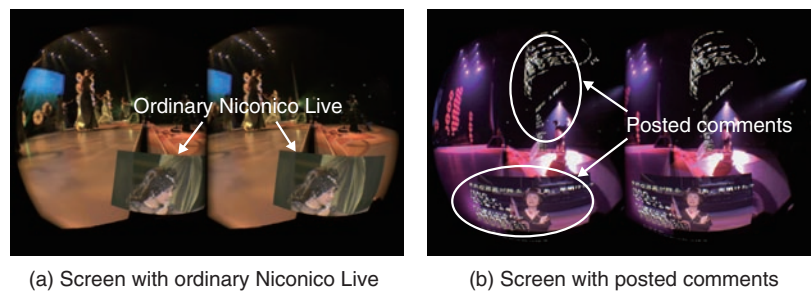 Ordinary Niconico Live
Posted comments
(a) Screen with ordinary Niconico Live
(b) Screen with posted comments